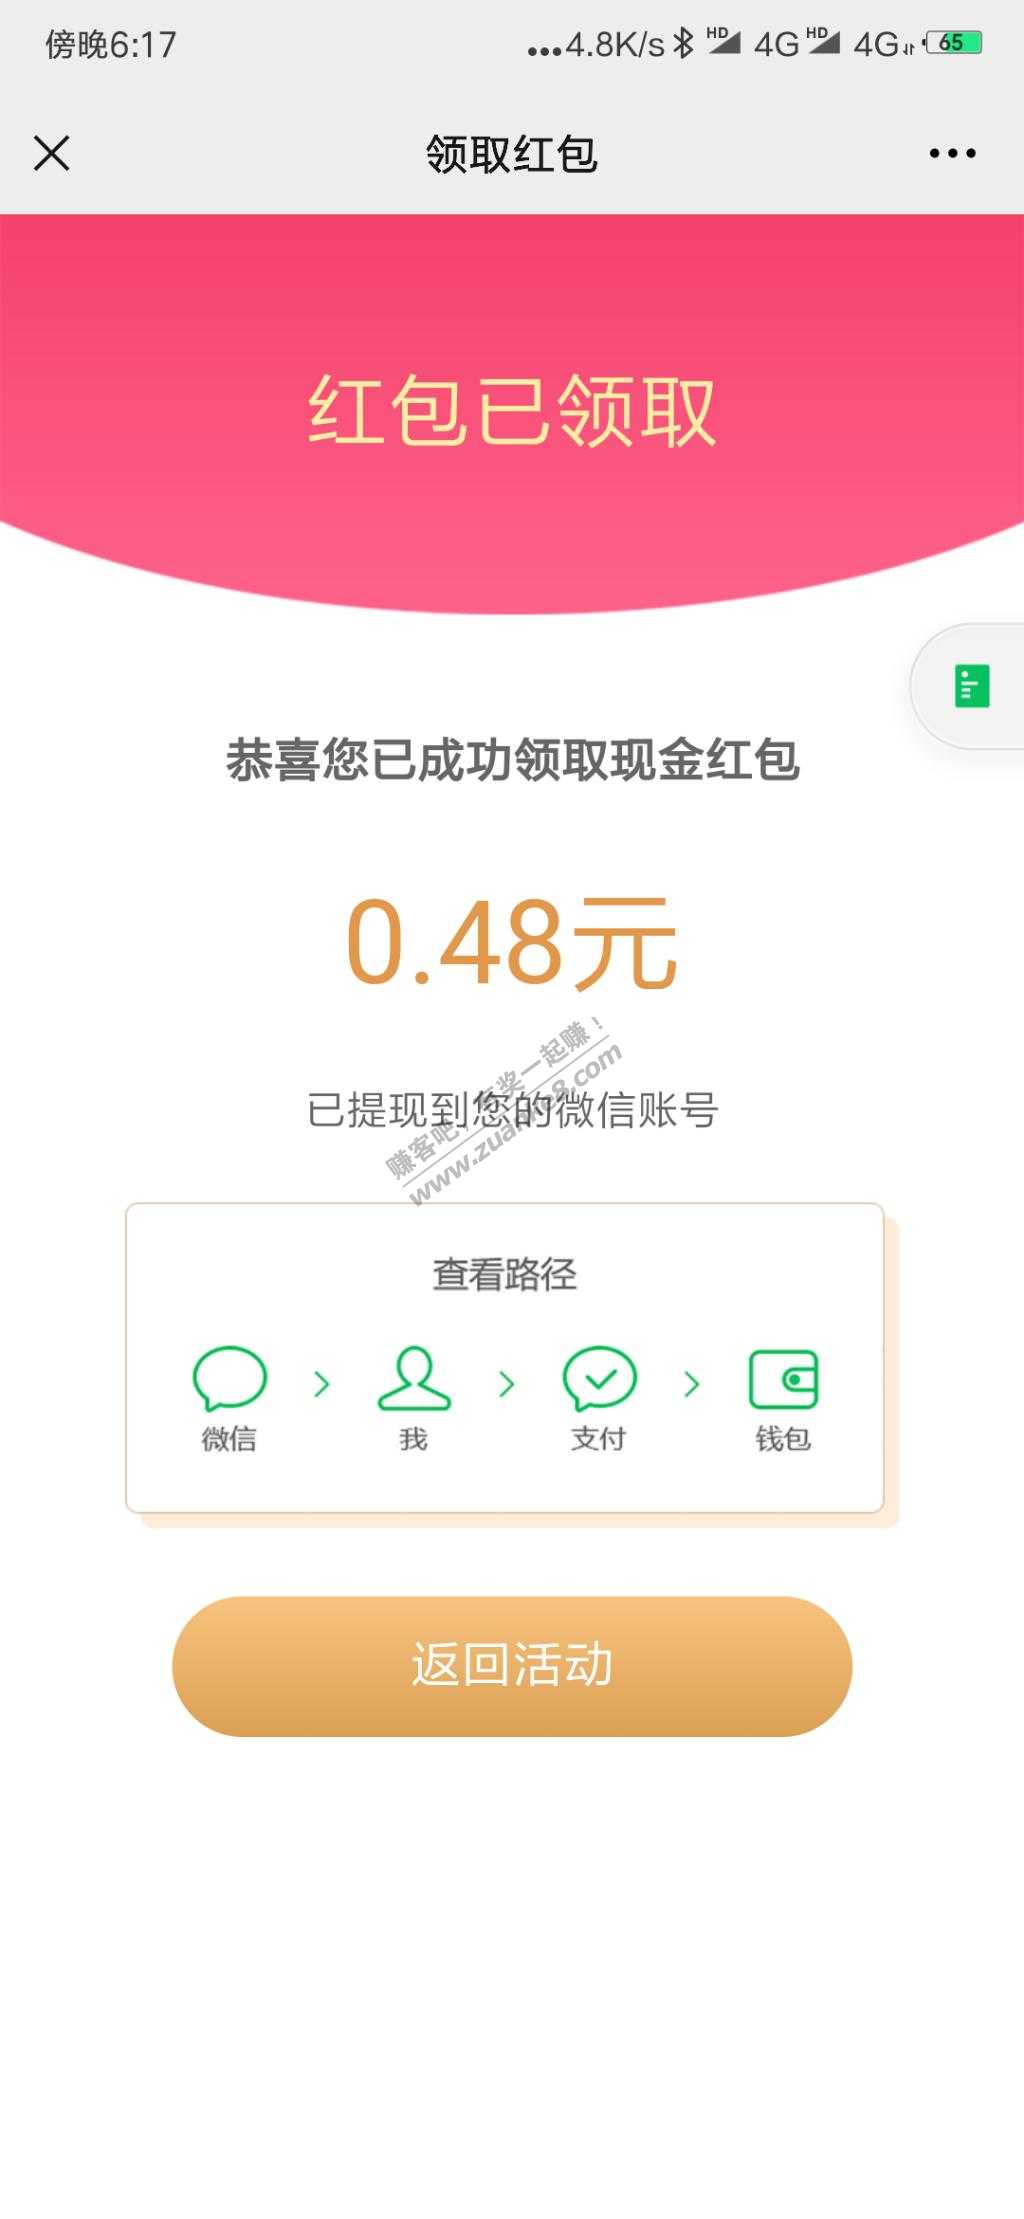 傍晚6:17
...4.8K/s HD 4G HD 4G 65
领取红包
红包已领取
恭喜您已成功领取现金红包
0.48元
已提现到您的微信账号
赚客吧，有奖一起赚！
www.zuanke8.com
查看路径
微信 > 我 > 支付 > 钱包
返回活动